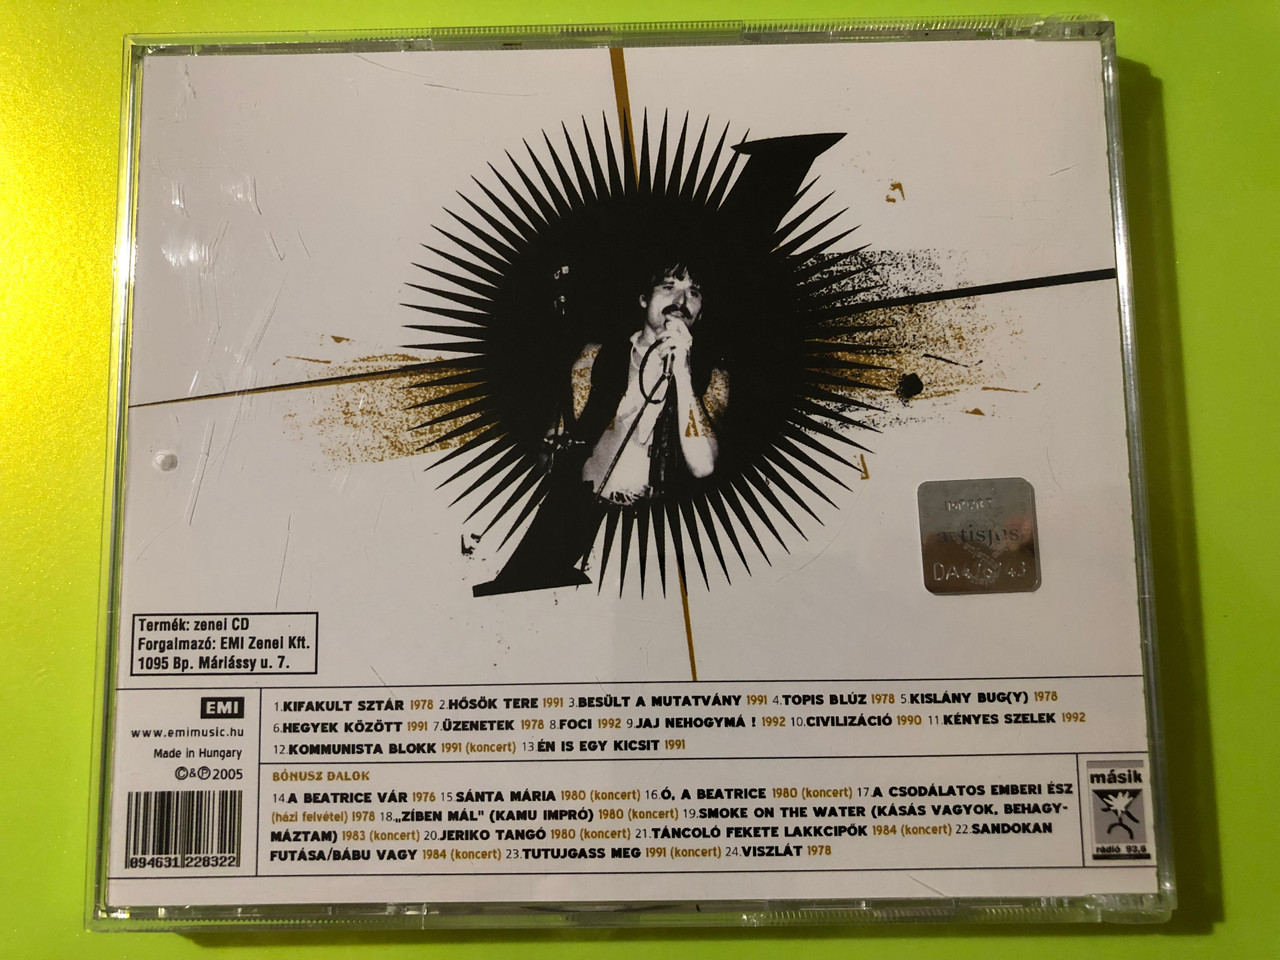 artisjus
Termék: zenei CD
Forgalmazó: EMI Zenei Kft.
1095 Bp. Máriássy u. 7.
EMI
www.emimusic.hu
Made in Hungary
©&℗2005
894631 228322
1.KIFAKULT SZTÁR 1978 2.HŐSÖK TERE 1991 3.BESÜLT A MUTATVÁNY 1991 4.TOPIS BLÚZ 1978 5.KISLÁNY BUG(Y) 1978
6.HEGYEK KÖZÖTT 1991 7.ÜZENETEK 1978 8.FOCI 1992 9.JAJ NEHOGYMÁ ! 1992 10.CIVILIZÁCIÓ 1990 11.KÉNYES SZELEK 1992
12.KOMMUNISTA BLOKK 1991 (koncert) 13.ÉN IS EGY KICSIT 1991
BÓNUSZ DALOK
14.A BEATRICE VÁR 1976 15.SÁNTA MÁRIA 1980 (koncert) 16.Ó, A BEATRICE 1980 (koncert) 17.A CSODÁLATOS EMBERI ÉSZ
(házi felvétel) 1978 18.„ZÍBEN MÁL" (KAMU IMPRÓ) 1980 (koncert) 19.SMOKE ON THE WATER (KÁSÁS VAGYOK, BEHAGY-
MÁZTAM) 1983 (koncert) 20.JERIKO TANGÓ 1980 (koncert) 21.TÁNCOLÓ FEKETE LAKKCIPŐK 1984 (koncert) 22.SANDOKAN
FUTÁSA/BÁBU VAGY 1984 (koncert) 23.TUTUJGASS MEG 1991 (koncert) 24.VISZLÁT 1978
másik
rádió 93,6